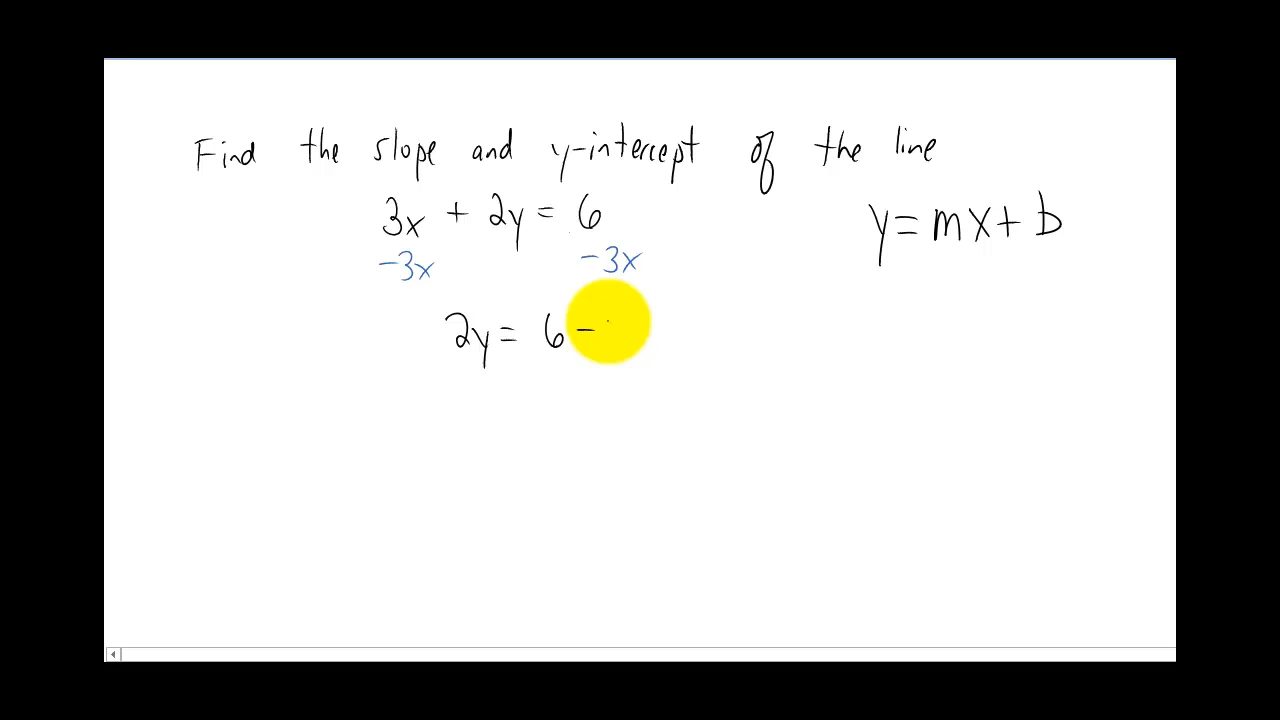 Find the slope and y-intercept of the line
3x + 2y = 6
y = mx + b
-3x -3x
2y = 6 -